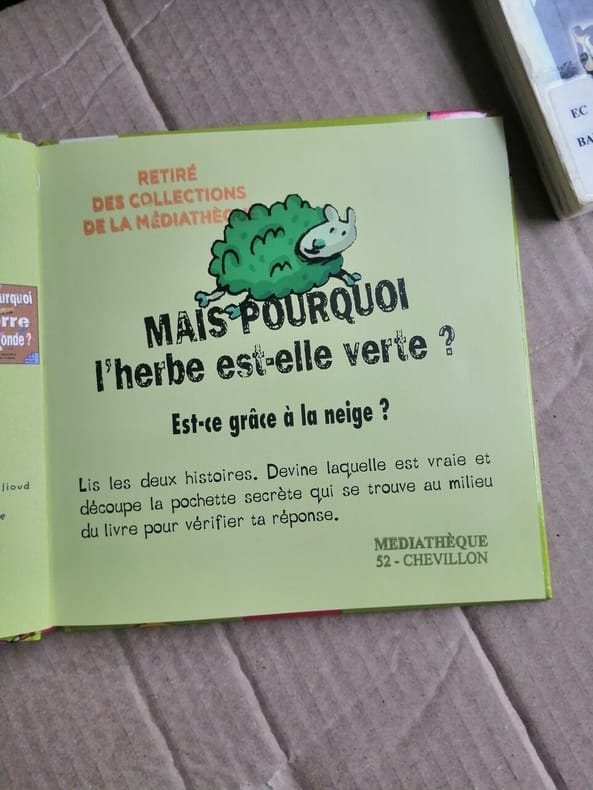 RETIRÉ
DES COLLECTIONS
DE LA MÉDIATHÈQUE
MAIS POURQUOI
l'herbe est-elle verte ?
Est-ce grâce à la neige ?
Lis les deux histoires. Devine laquelle est vraie et
découpe la pochette secrète qui se trouve au milieu
du livre pour vérifier ta réponse.
MEDIATHÈQUE
52 - CHEVILLON
EC